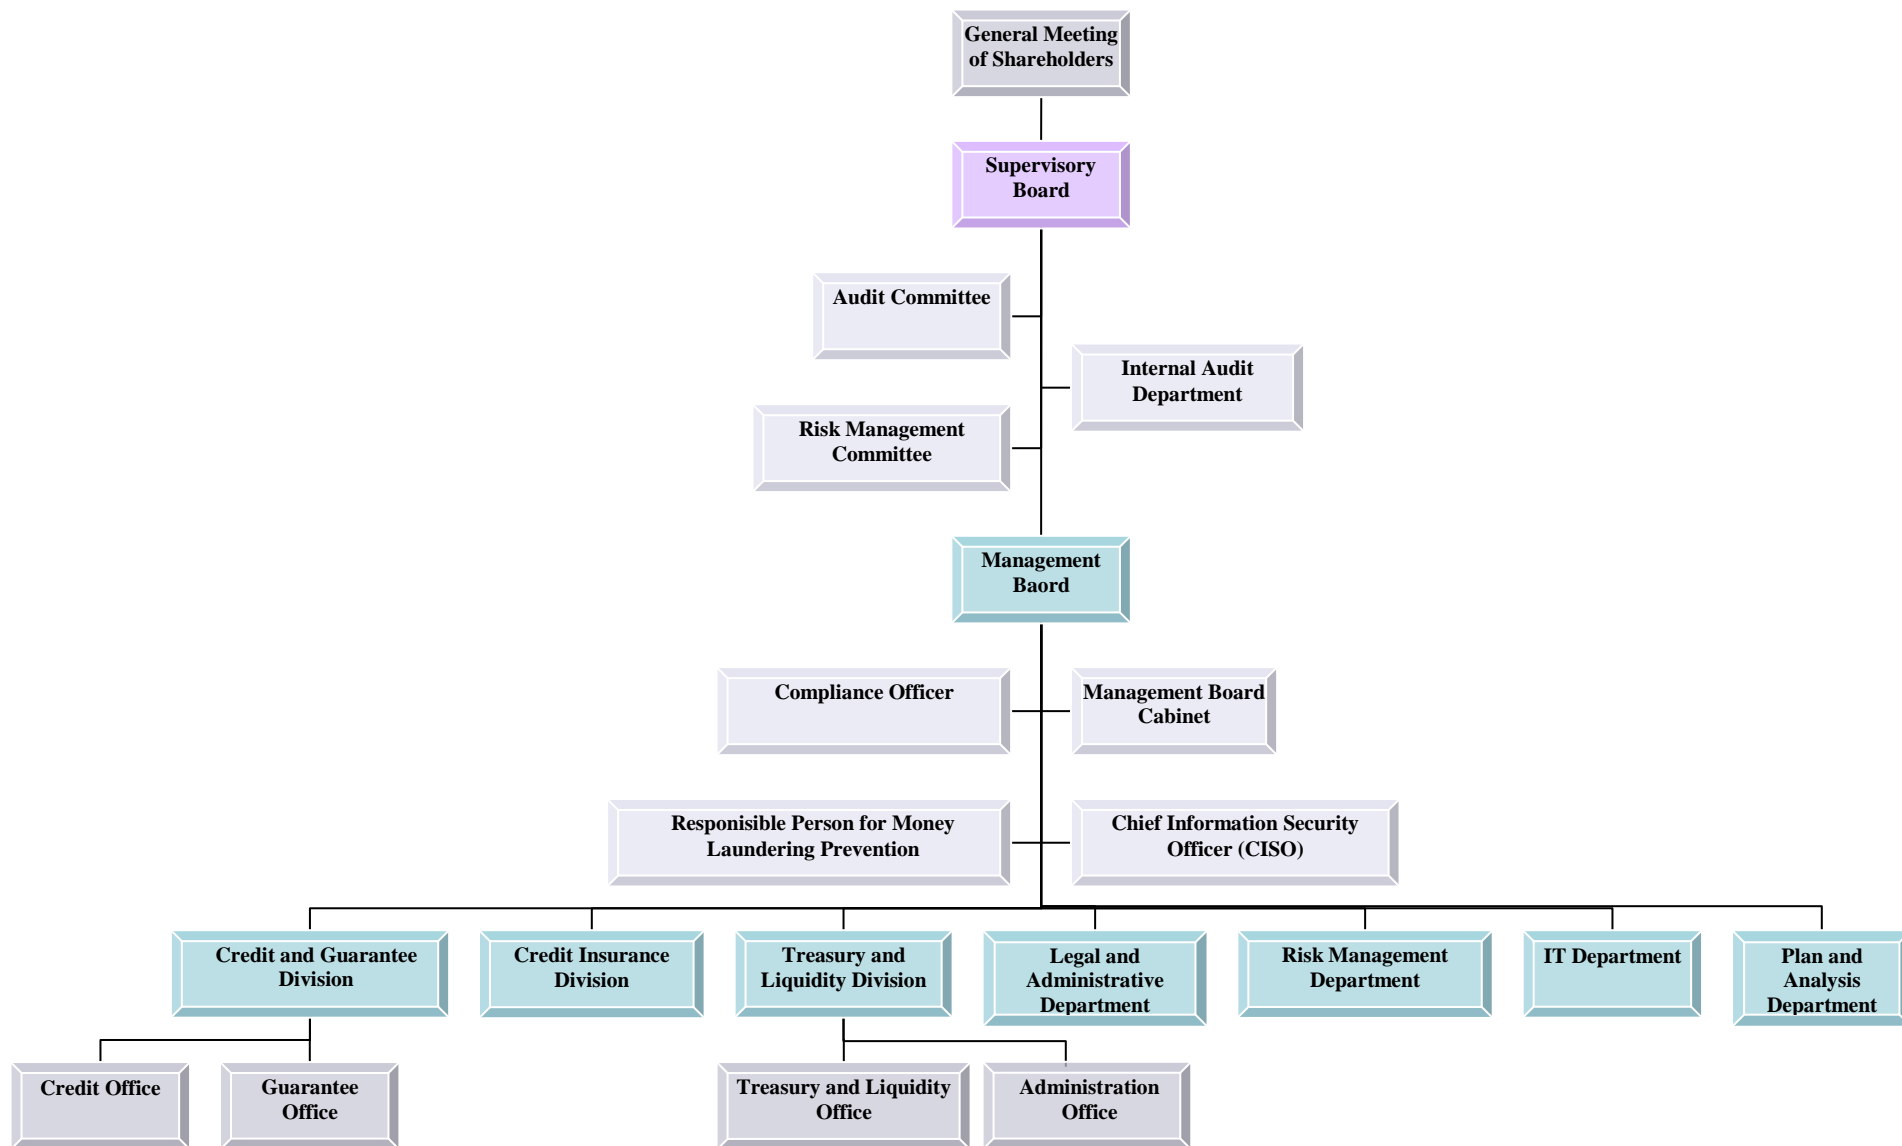 General Meeting
of Shareholders
Supervisory
Board
Audit Committee
Internal Audit
Department
Risk Management
Committee
Management
Baord
Compliance Officer
Management Board
Cabinet
Responisible Person for Money
Laundering Prevention
Chief Information Security
Officer (CISO)
Credit and Guarantee
Division
Credit Insurance
Division
Treasury and
Liquidity Division
Legal and
Administrative
Department
Risk Management
Department
IT Department
Plan and
Analysis
Department
Credit Office
Guarantee
Office
Treasury and Liquidity
Office
Administration
Office